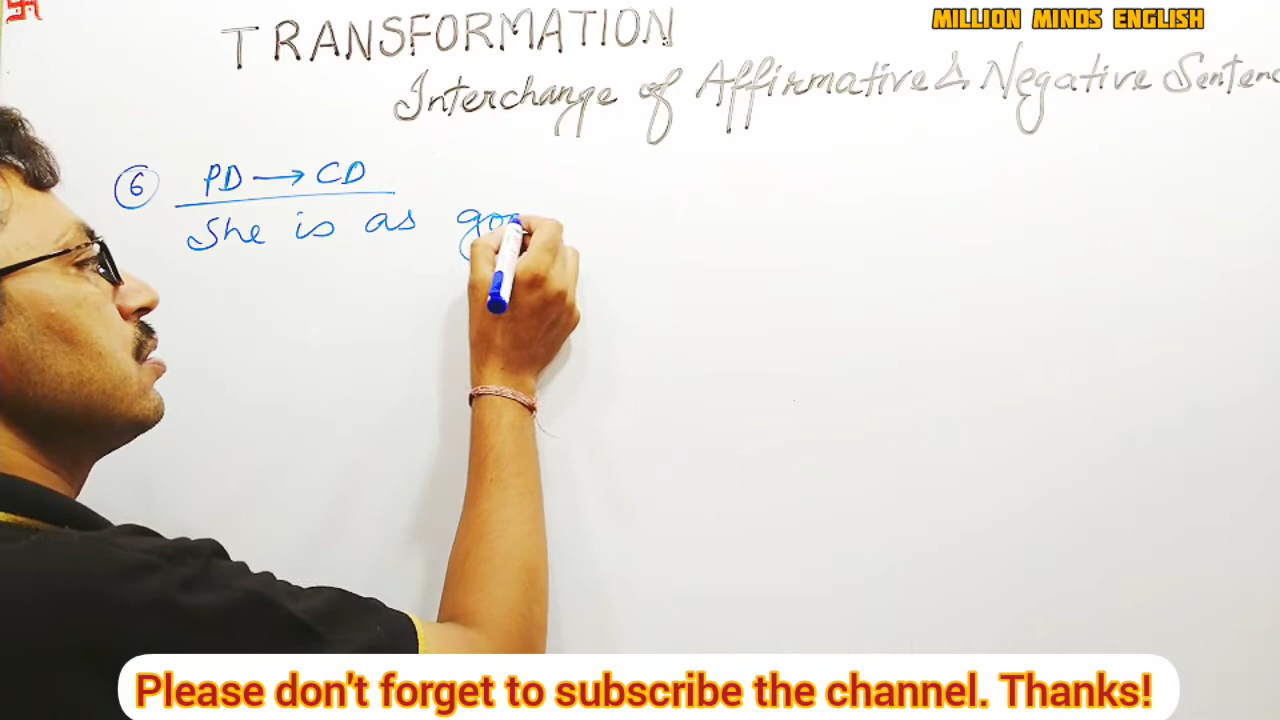 MILLION MINDS ENGLISH
TRANSFORMATION
Interchange of Affirmative & Negative Sentenc
⑥ PD → CD
She is as goo
Please don't forget to subscribe the channel. Thanks!